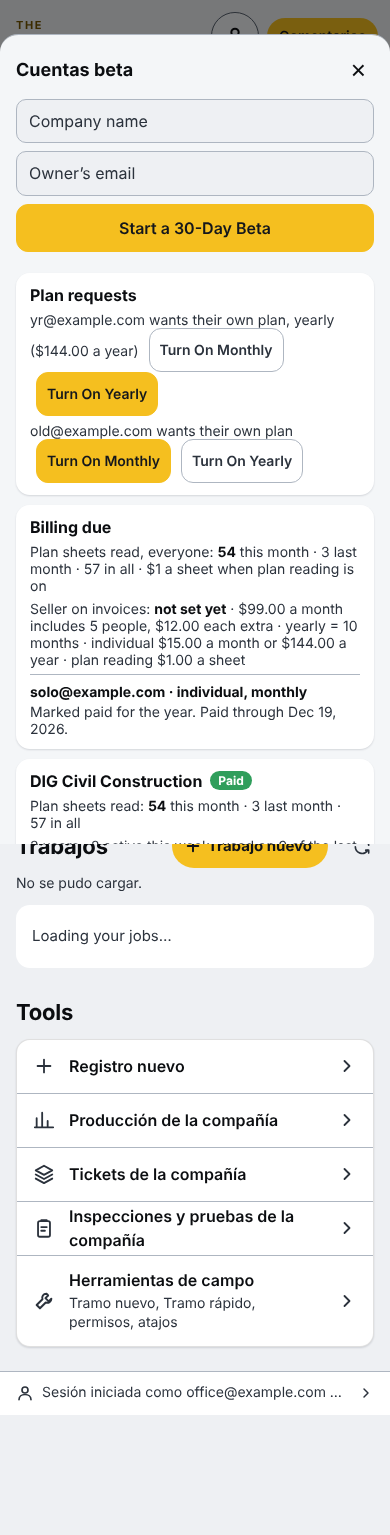 THE
Cuentas beta
Company name
Owner’s email
Start a 30-Day Beta
Plan requests
yr@example.com wants their own plan, yearly
($144.00 a year) Turn On Monthly
Turn On Yearly
old@example.com wants their own plan
Turn On Monthly Turn On Yearly
Billing due
Plan sheets read, everyone: 54 this month · 3 last
month · 57 in all · $1 a sheet when plan reading is
on
Seller on invoices: not set yet · $99.00 a month
includes 5 people, $12.00 each extra · yearly = 10
months · individual $15.00 a month or $144.00 a
year · plan reading $1.00 a sheet
solo@example.com · individual, monthly
Marked paid for the year. Paid through Dec 19,
2026.
DIG Civil Construction Paid
Plan sheets read: 54 this month · 3 last month ·
57 in all
Trabajos + Trabajo nuevo
No se pudo cargar.
Loading your jobs...
Tools
Registro nuevo
Producción de la compañía
Tickets de la compañía
Inspecciones y pruebas de la
compañía
Herramientas de campo
Tramo nuevo, Tramo rápido,
permisos, atajos
Sesión iniciada como office@example.com ...